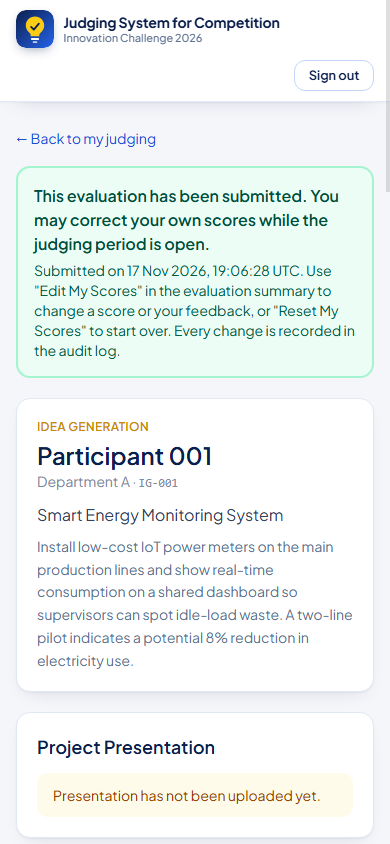 Judging System for Competition
Innovation Challenge 2026
Sign out
← Back to my judging
This evaluation has been submitted. You
may correct your own scores while the
judging period is open.
Submitted on 17 Nov 2026, 19:06:28 UTC. Use
"Edit My Scores" in the evaluation summary to
change a score or your feedback, or "Reset My
Scores" to start over. Every change is recorded in
the audit log.
IDEA GENERATION
Participant 001
Department A · IG-001
Smart Energy Monitoring System
Install low-cost IoT power meters on the main
production lines and show real-time
consumption on a shared dashboard so
supervisors can spot idle-load waste. A two-line
pilot indicates a potential 8% reduction in
electricity use.
Project Presentation
Presentation has not been uploaded yet.